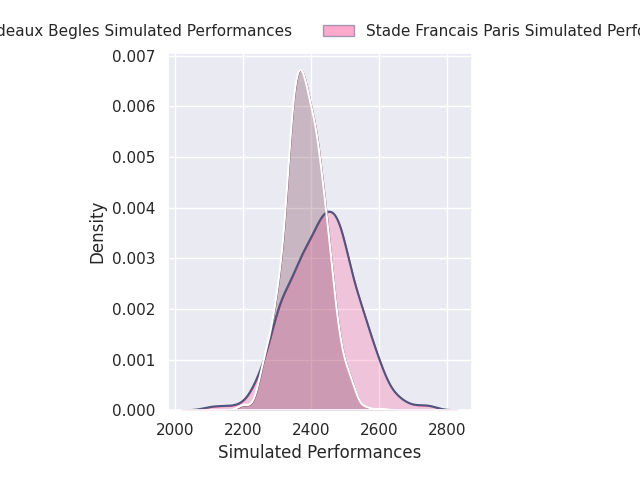 deaux Begles Simulated Performances Stade Francais Paris Simulated Perfo
0.007
0.006
0.005
0.004
0.003
0.002
0.001
0.000
Density
2000 2200 2400 2600 2800
Simulated Performances